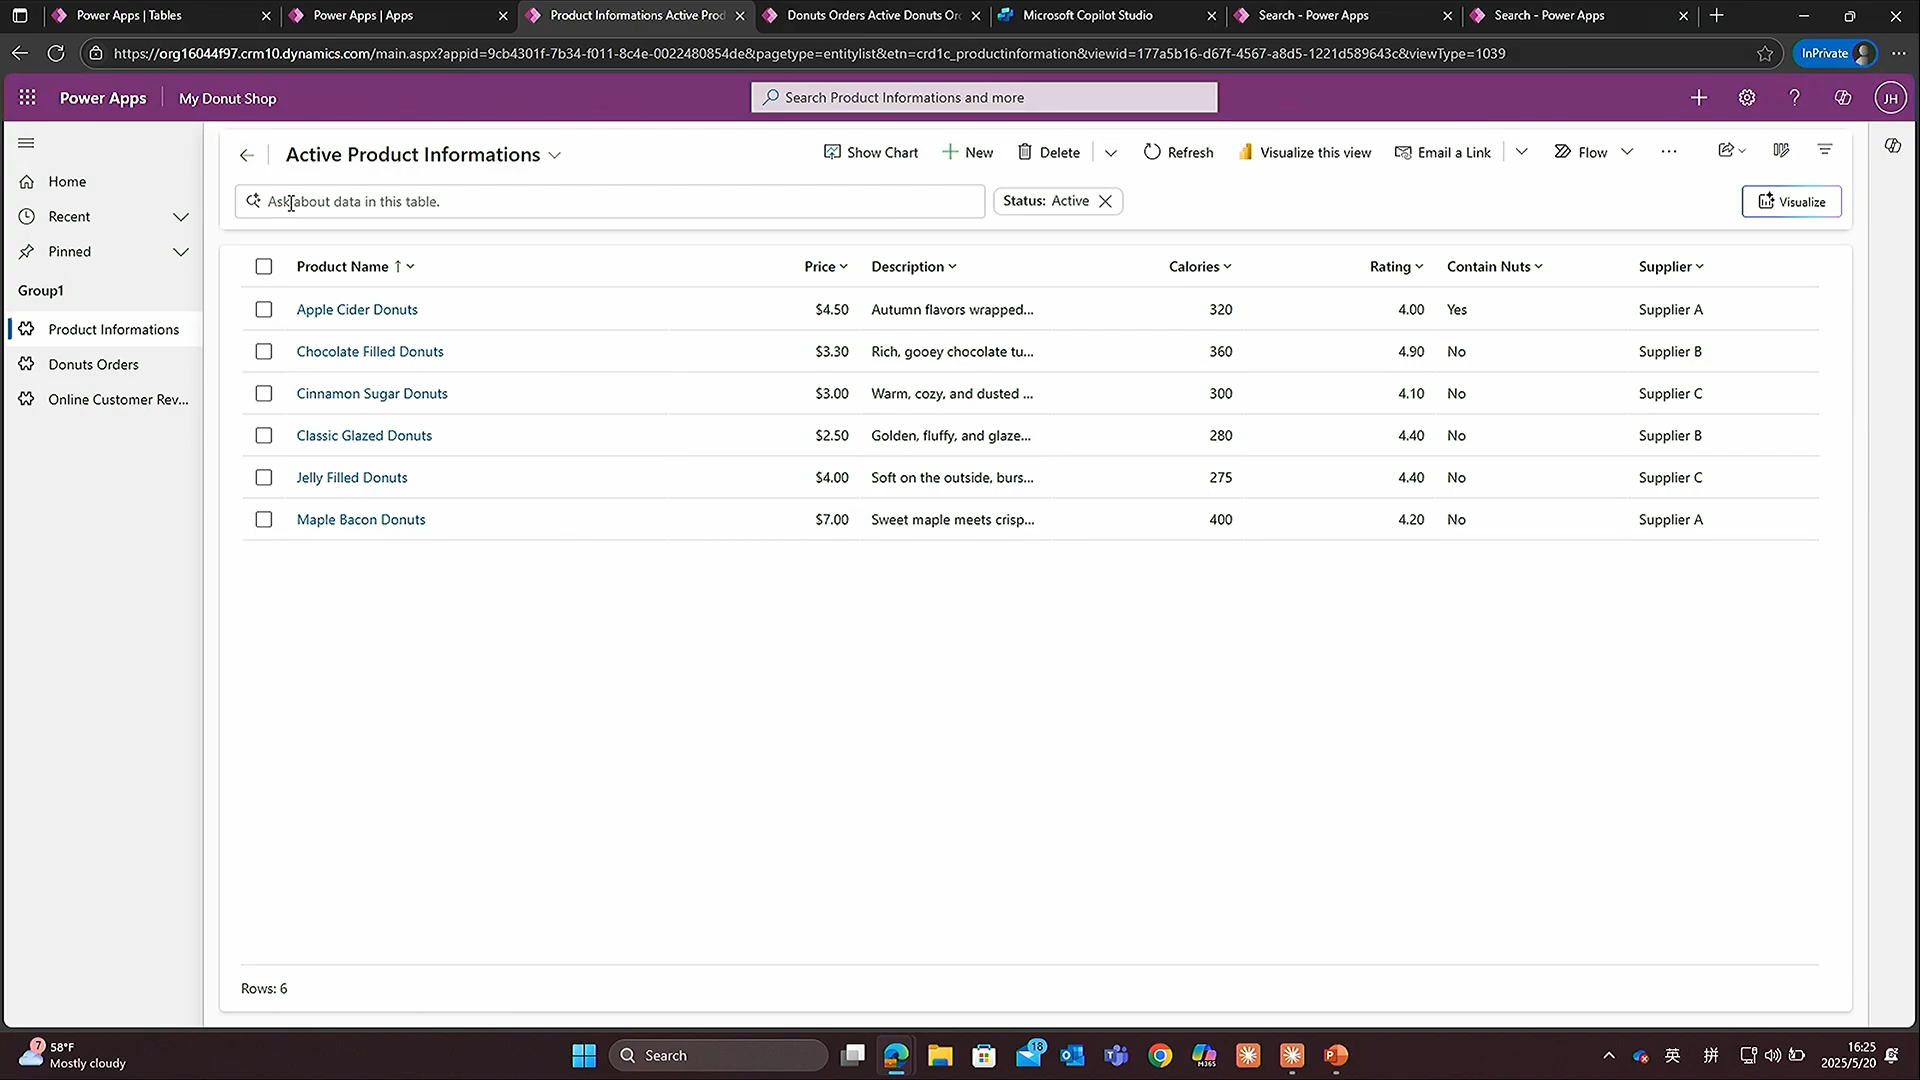 Power Apps | Tables
Power Apps | Apps
Product Informations Active Prod
Donuts Orders Active Donuts Or
Microsoft Copilot Studio
Search - Power Apps
Search - Power Apps
https://org16044f97.crm10.dynamics.com/main.aspx?appid=9cb4301f-7b34-f011-8c4e-0022480854de&pagetype=entitylist&etn=crd1c_productinformation&viewid=177a5b16-d67f-4567-a8d5-1221d589643c&viewType=1039
InPrivate
Power Apps
My Donut Shop
Search Product Informations and more
JH
Home
Recent
Pinned
Group1
Product Informations
Donuts Orders
Online Customer Rev...
Active Product Informations
Show Chart
New
Delete
Refresh
Visualize this view
Email a Link
Flow
Ask about data in this table.
Status: Active
Visualize
Product Name Price Description Calories Rating Contain Nuts Supplier
Apple Cider Donuts $4.50 Autumn flavors wrapped... 320 4.00 Yes Supplier A
Chocolate Filled Donuts $3.30 Rich, gooey chocolate tu... 360 4.90 No Supplier B
Cinnamon Sugar Donuts $3.00 Warm, cozy, and dusted ... 300 4.10 No Supplier C
Classic Glazed Donuts $2.50 Golden, fluffy, and glaze... 280 4.40 No Supplier B
Jelly Filled Donuts $4.00 Soft on the outside, burs... 275 4.40 No Supplier C
Maple Bacon Donuts $7.00 Sweet maple meets crisp... 400 4.20 No Supplier A
Rows: 6
7
58°F
Mostly cloudy
Search
18
M365
英
拼
16:25
2025/5/20